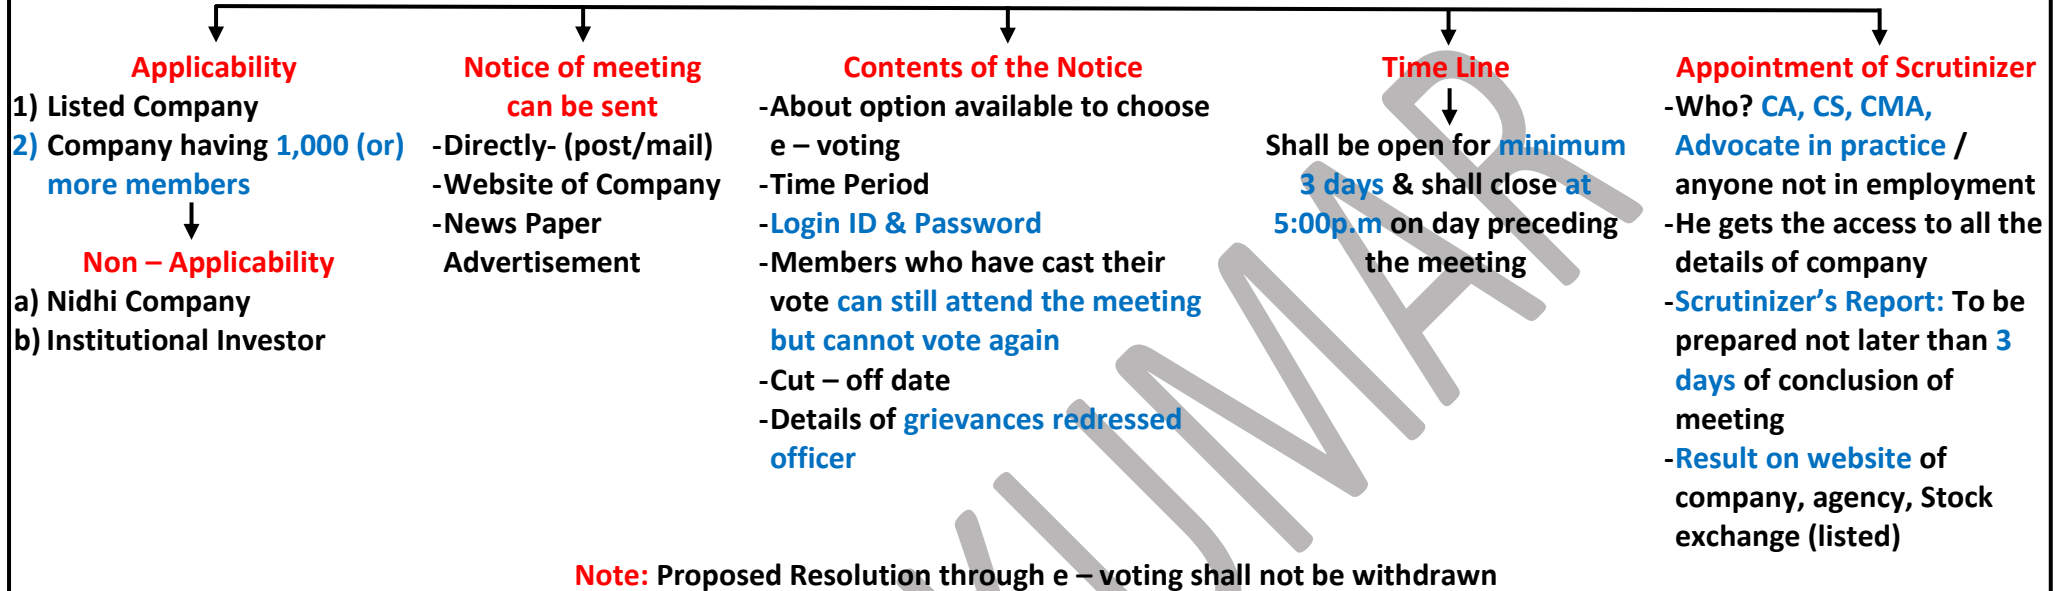 Applicability
1) Listed Company
2) Company having 1,000 (or)
more members
Non – Applicability
a) Nidhi Company
b) Institutional Investor
Notice of meeting
can be sent
-Directly- (post/mail)
-Website of Company
-News Paper
Advertisement
Contents of the Notice
-About option available to choose
e – voting
-Time Period
-Login ID & Password
-Members who have cast their
vote can still attend the meeting
but cannot vote again
-Cut – off date
-Details of grievances redressed
officer
Time Line
Shall be open for minimum
3 days & shall close at
5:00p.m on day preceding
the meeting
Appointment of Scrutinizer
-Who? CA, CS, CMA,
Advocate in practice /
anyone not in employment
-He gets the access to all the
details of company
-Scrutinizer’s Report: To be
prepared not later than 3
days of conclusion of
meeting
-Result on website of
company, agency, Stock
exchange (listed)
Note: Proposed Resolution through e – voting shall not be withdrawn
KUMAR